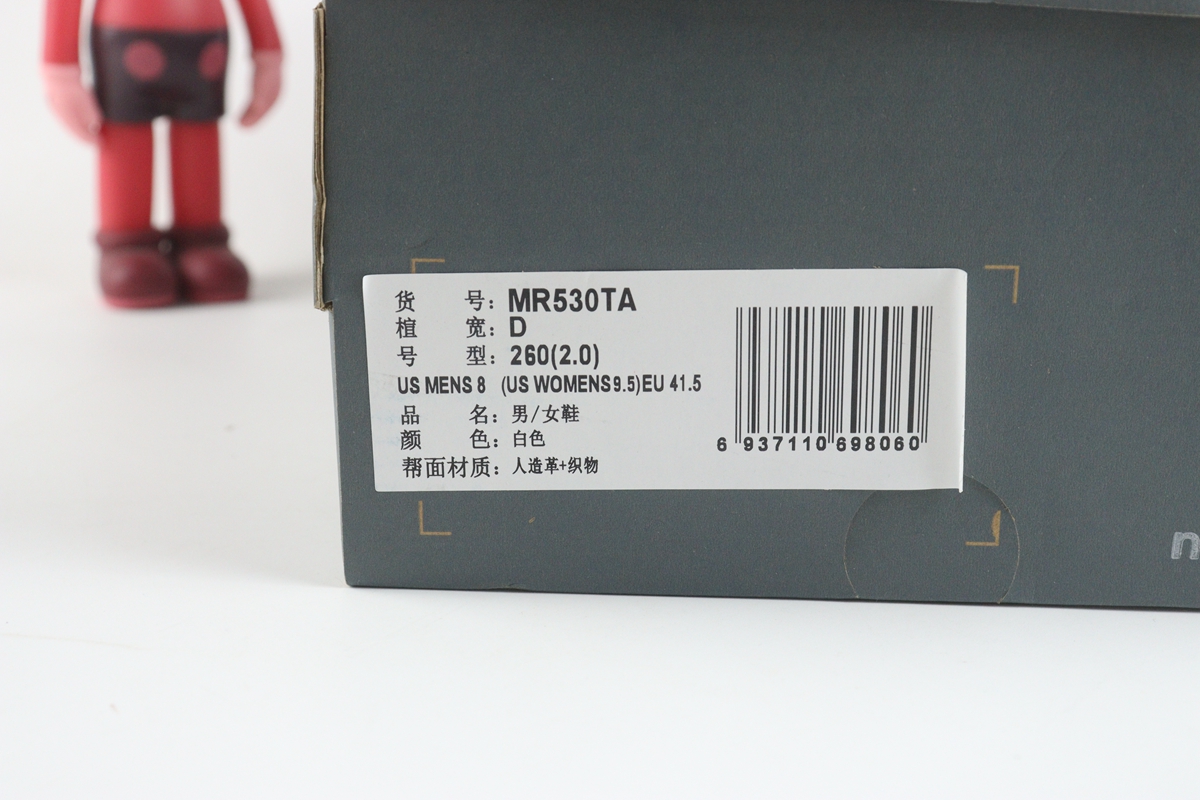 货 号：MR530TA
楦 宽：D
号 型：260(2.0)
US MENS 8 (US WOMENS9.5)EU 41.5
品 名：男/女鞋
颜 色：白色
帮面材质：人造革+织物
6 937110 698060
n